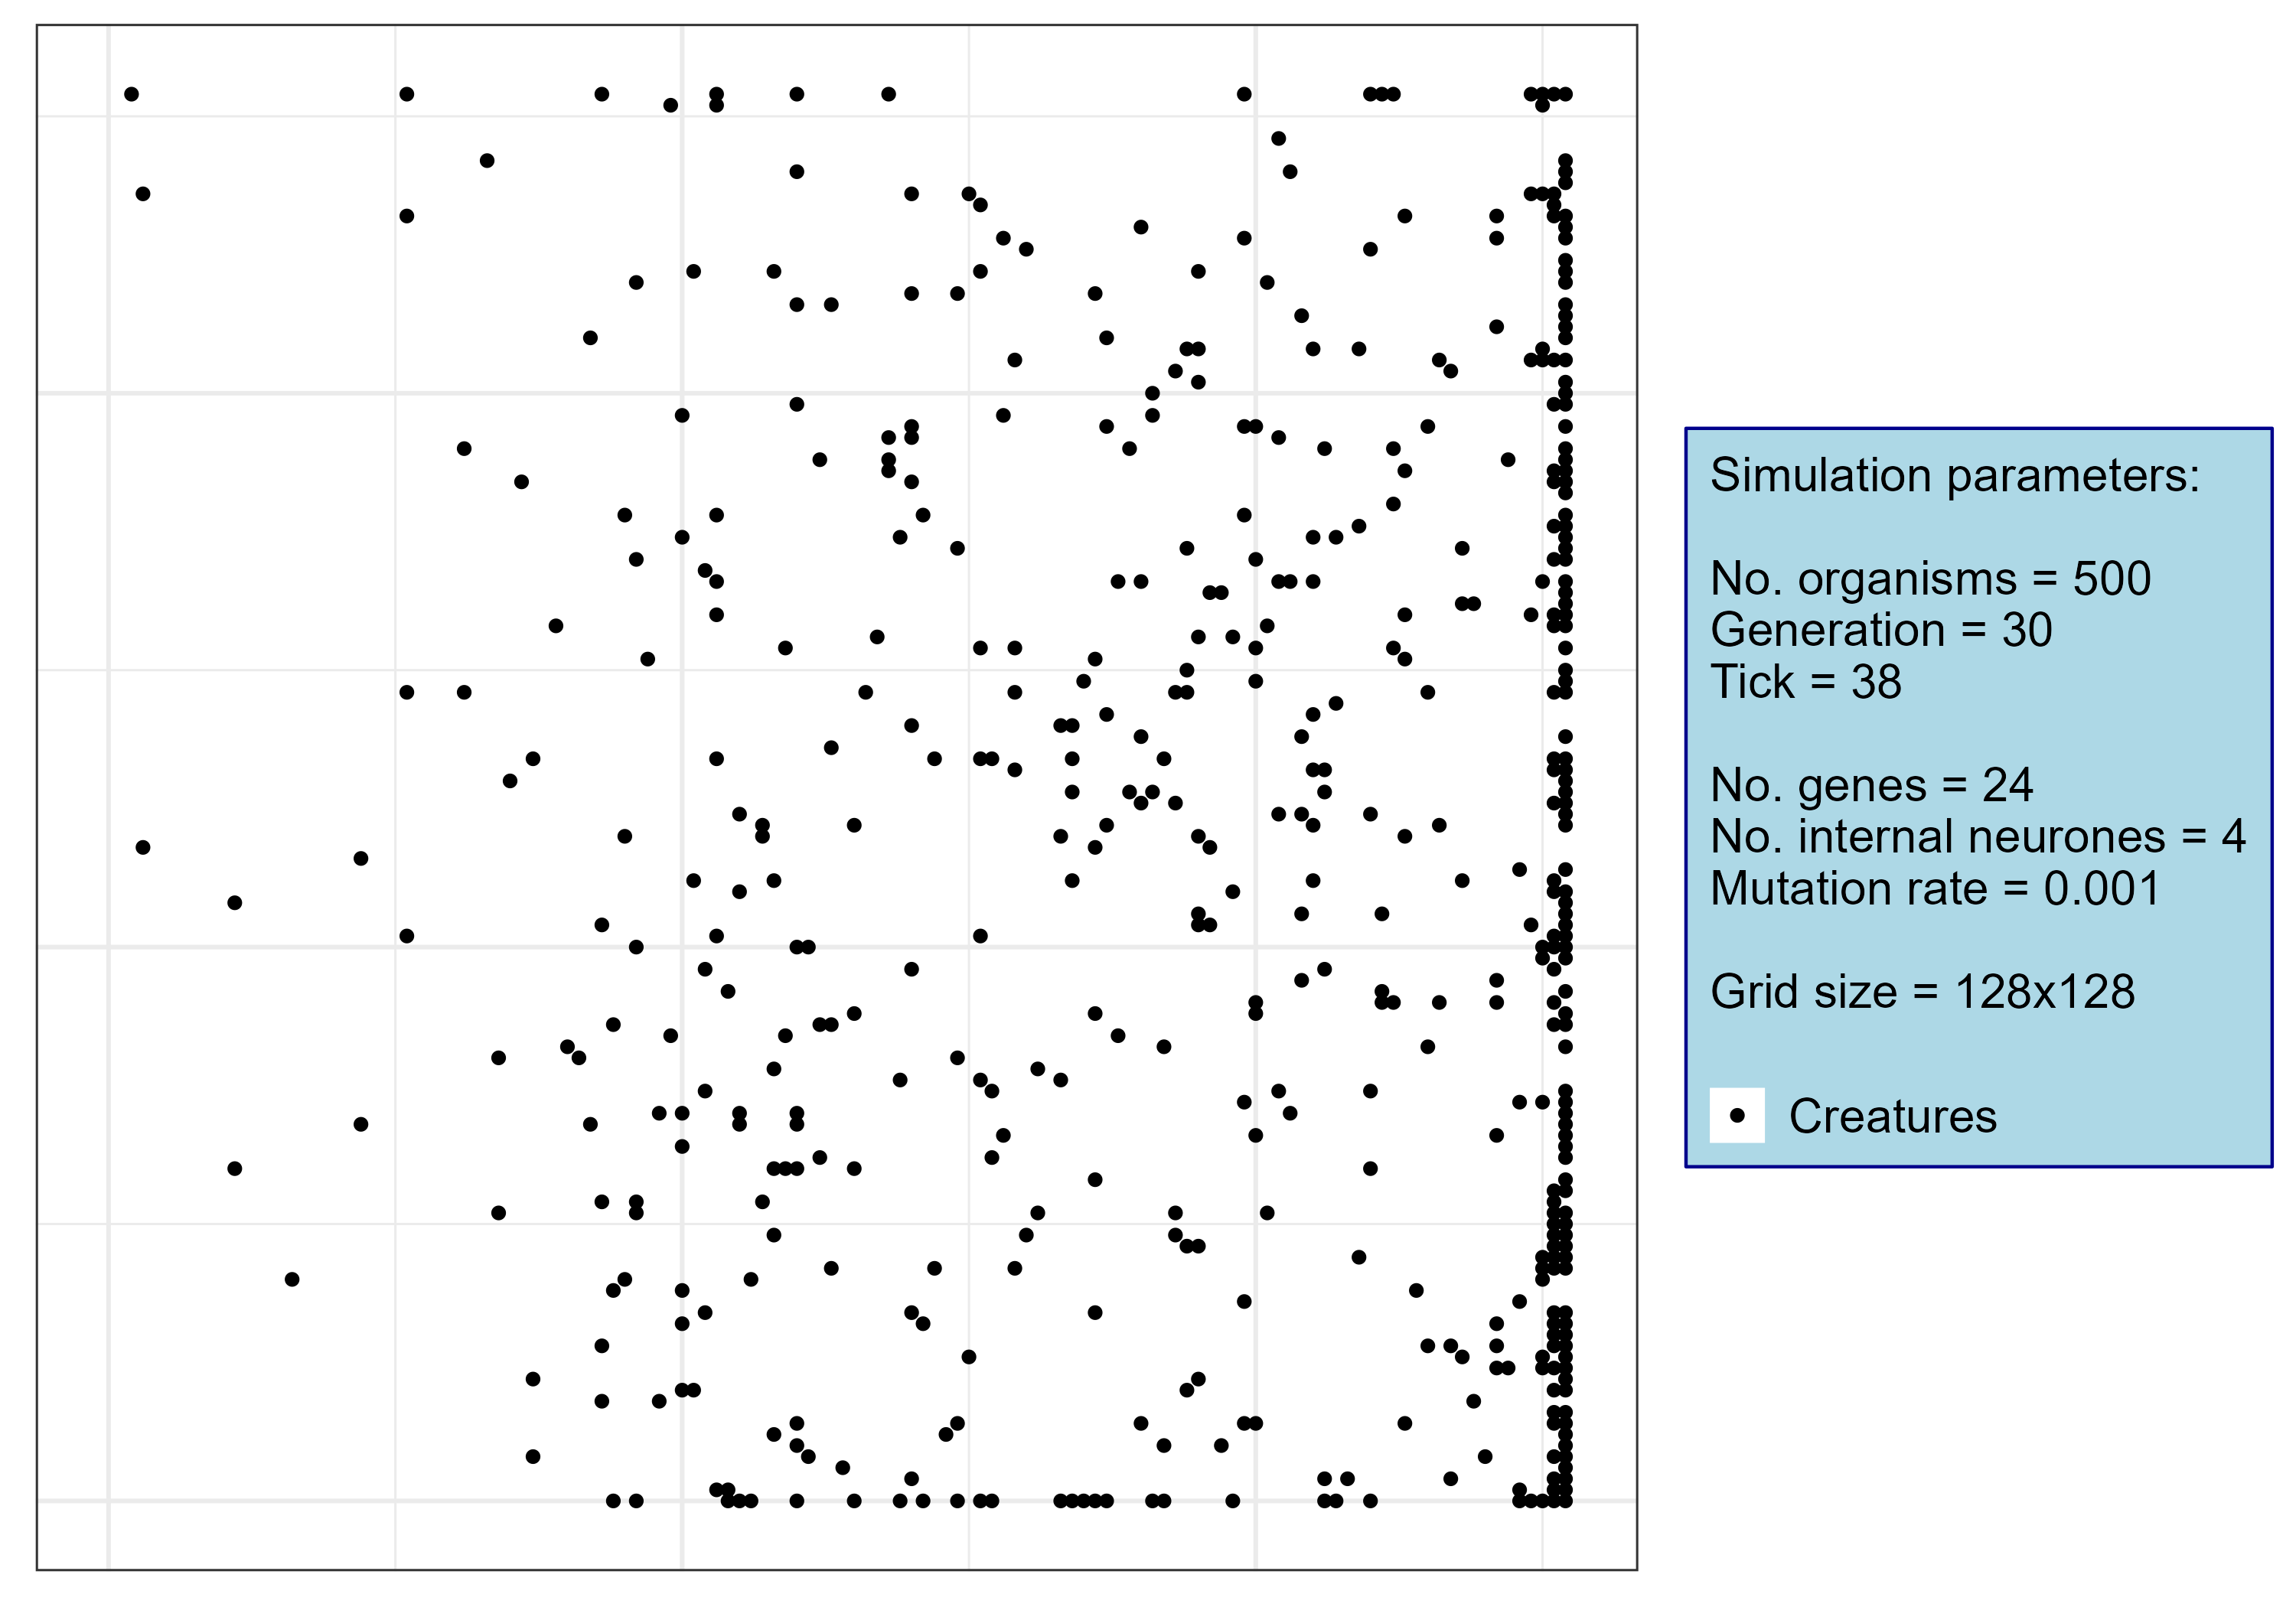 Simulation parameters:
No. organisms = 500
Generation = 30
Tick = 38
No. genes = 24
No. internal neurones = 4
Mutation rate = 0.001
Grid size = 128x128
Creatures